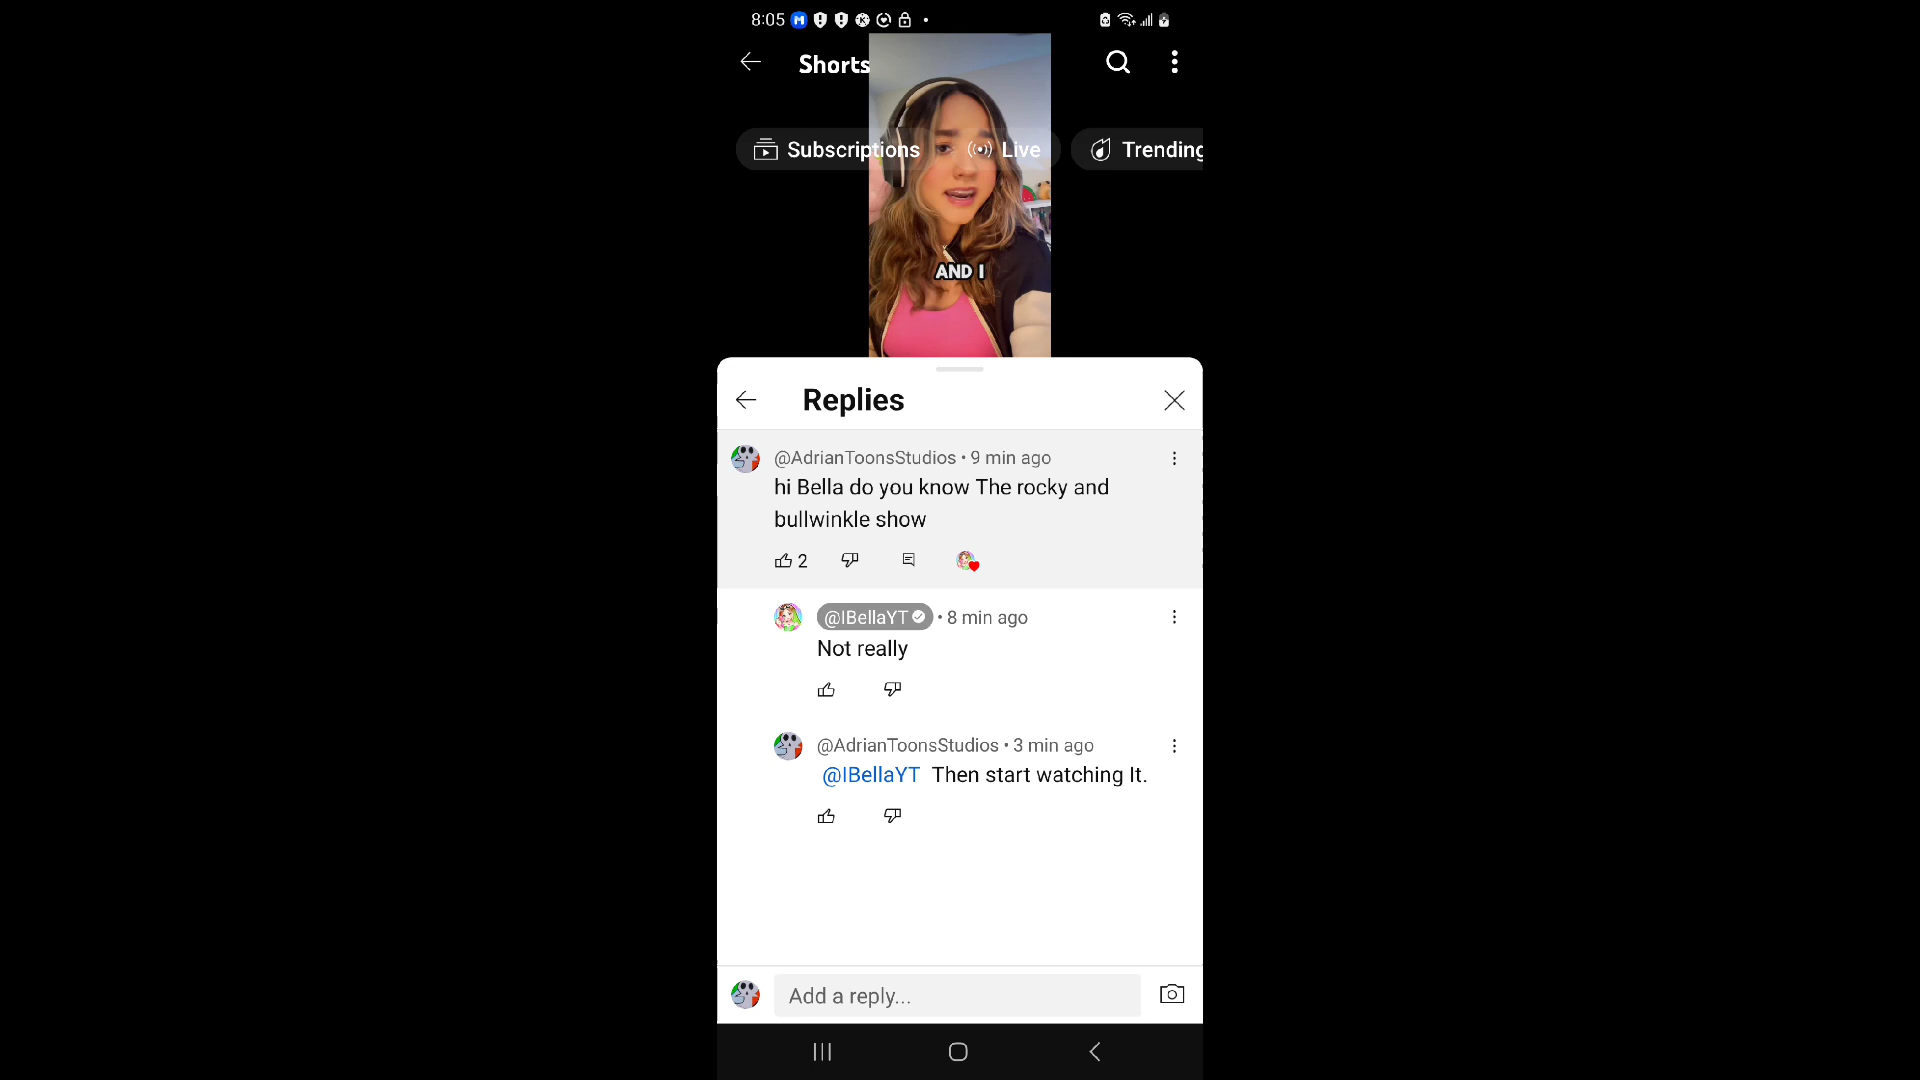 8:05
Shorts
Subscriptions Live Trending
AND I
Replies
@AdrianToonsStudios • 9 min ago
hi Bella do you know The rocky and
bullwinkle show
2
@IBellaYT • 8 min ago
Not really
@AdrianToonsStudios • 3 min ago
@IBellaYT Then start watching It.
Add a reply...